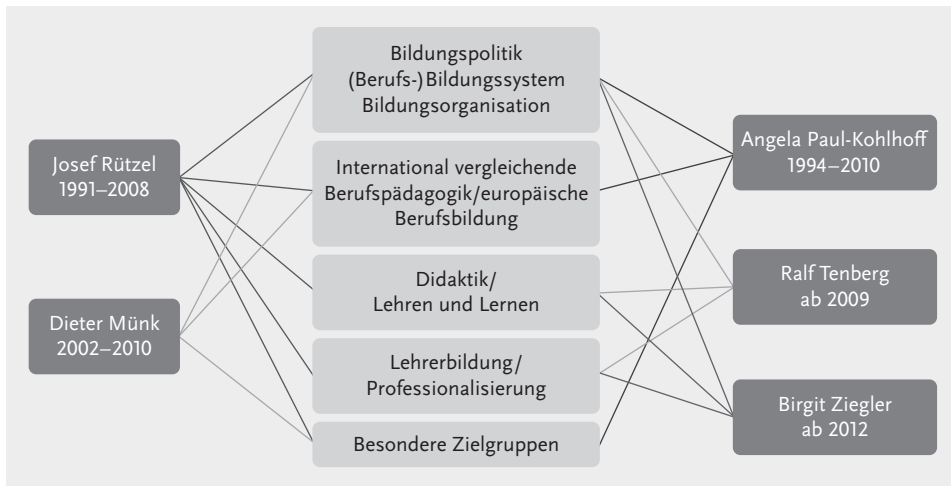 Josef Rützel
1991–2008
Dieter Münk
2002–2010
Bildungspolitik
(Berufs-)Bildungssystem
Bildungsorganisation
International vergleichende
Berufspädagogik/europäische
Berufsbildung
Didaktik/
Lehren und Lernen
Lehrerbildung/
Professionalisierung
Besondere Zielgruppen
Angela Paul-Kohlhoff
1994–2010
Ralf Tenberg
ab 2009
Birgit Ziegler
ab 2012